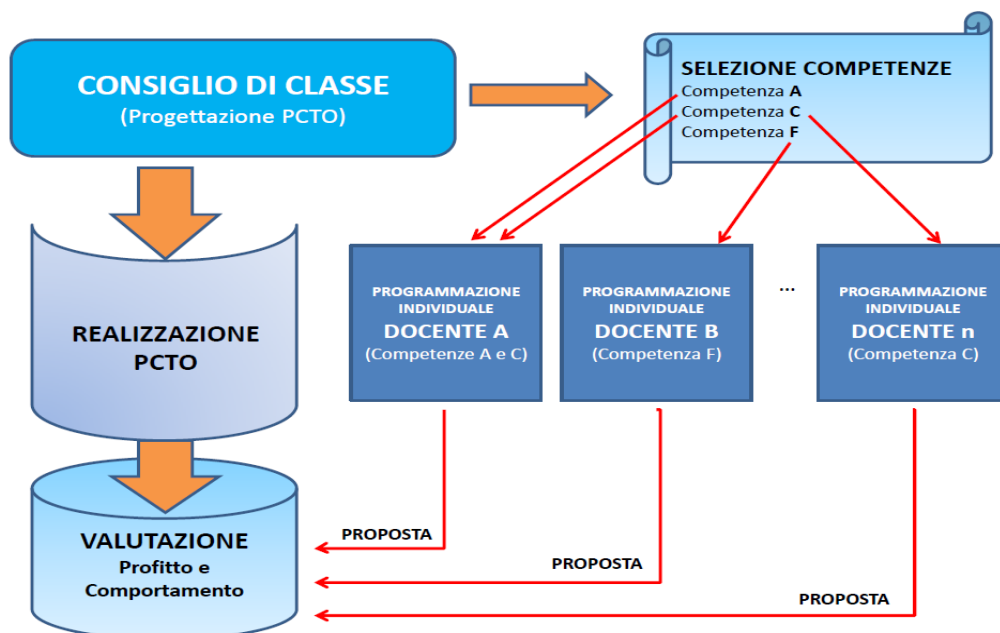 CONSIGLIO DI CLASSE
(Progettazione PCTO)
SELEZIONE COMPETENZE
Competenza A
Competenza C
Competenza F
REALIZZAZIONE
PCTO
PROGRAMMAZIONE
INDIVIDUALE
DOCENTE A
(Competenze A e C)
PROGRAMMAZIONE
INDIVIDUALE
DOCENTE B
(Competenza F)
...
PROGRAMMAZIONE
INDIVIDUALE
DOCENTE n
(Competenza C)
VALUTAZIONE
Profitto e
Comportamento
PROPOSTA
PROPOSTA
PROPOSTA